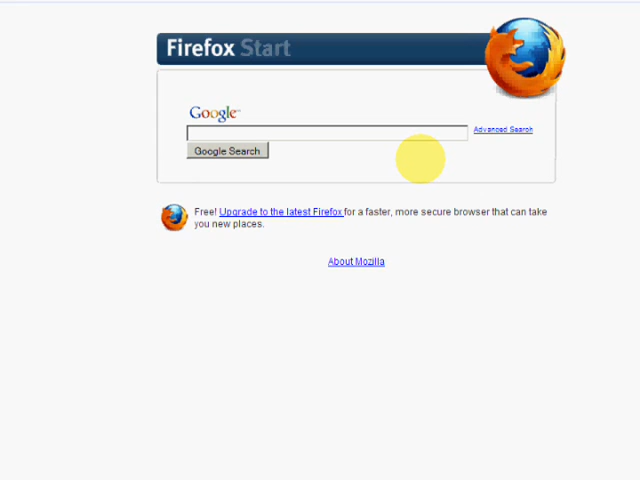 Firefox Start
Google™
Advanced Search
Google Search
Free! Upgrade to the latest Firefox for a faster, more secure browser that can take
you new places.
About Mozilla